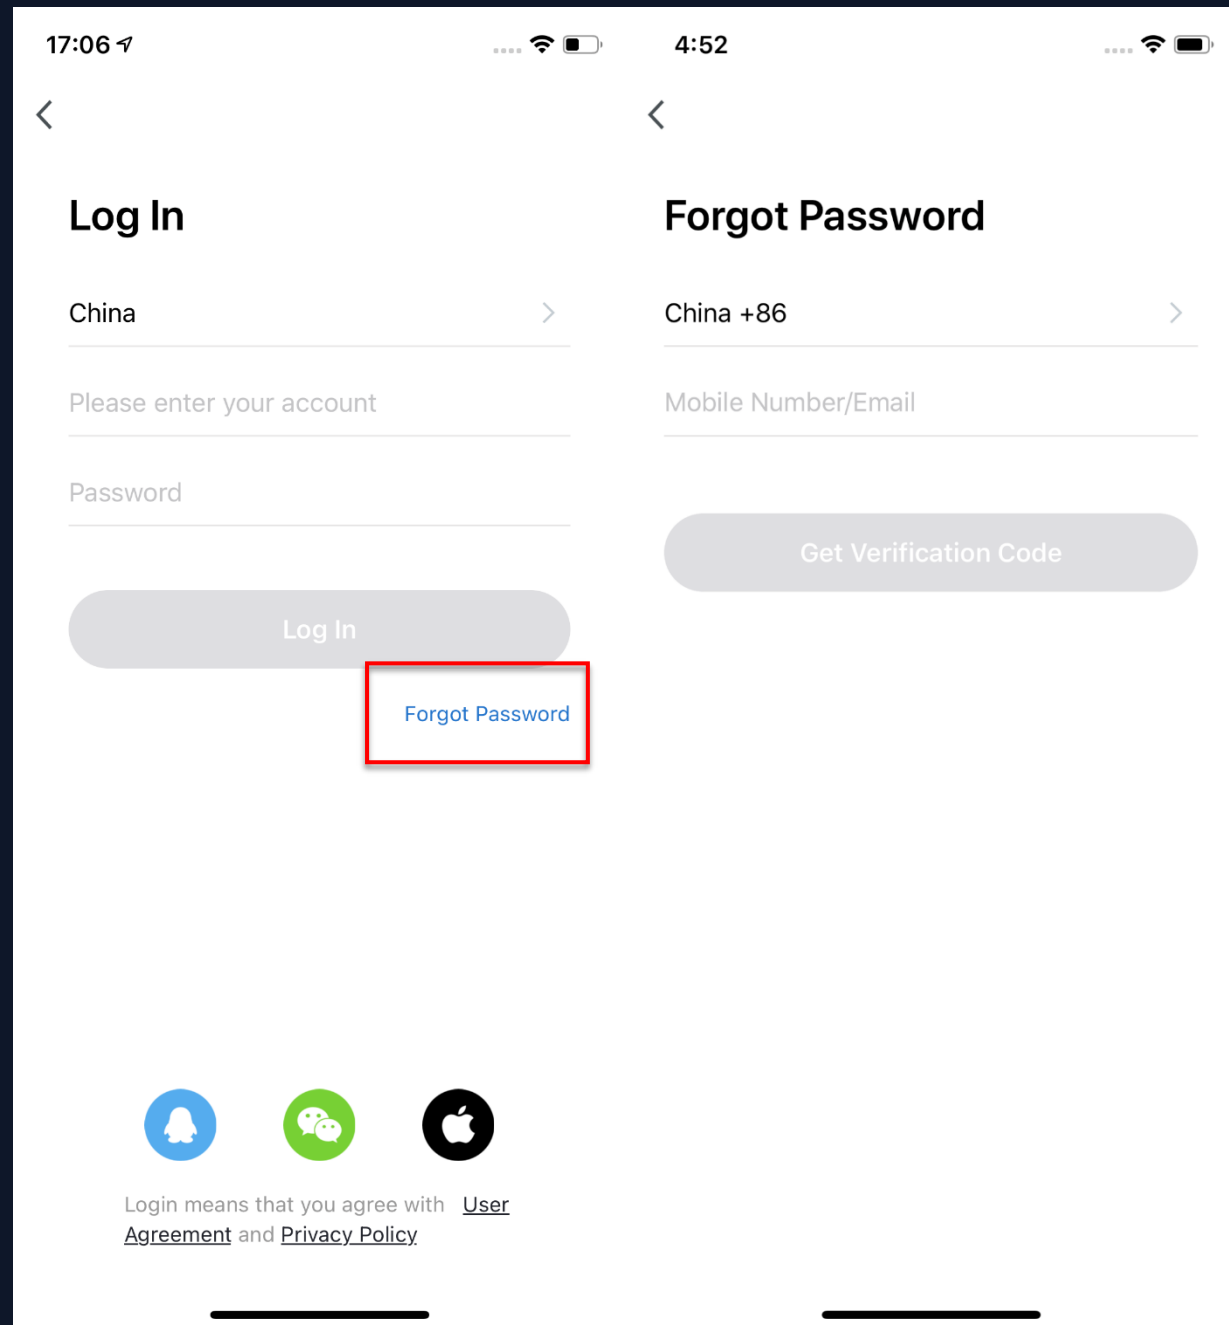 17:06
Log In
China
Please enter your account
Password
Log In
Forgot Password
Login means that you agree with User
Agreement and Privacy Policy
4:52
Forgot Password
China +86
Mobile Number/Email
Get Verification Code